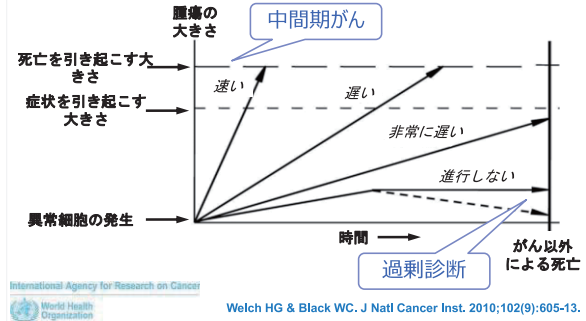 腫瘍の
大きさ
中間期がん
死亡を引き起こす大
きさ
速い
遅い
症状を引き起こす
大きさ
非常に遅い
進行しない
異常細胞の発生
時間
がん以外
による死亡
過剰診断
International Agency for Research on Cancer
World Health
Organization
Welch HG & Black WC. J Natl Cancer Inst. 2010;102(9):605-13.